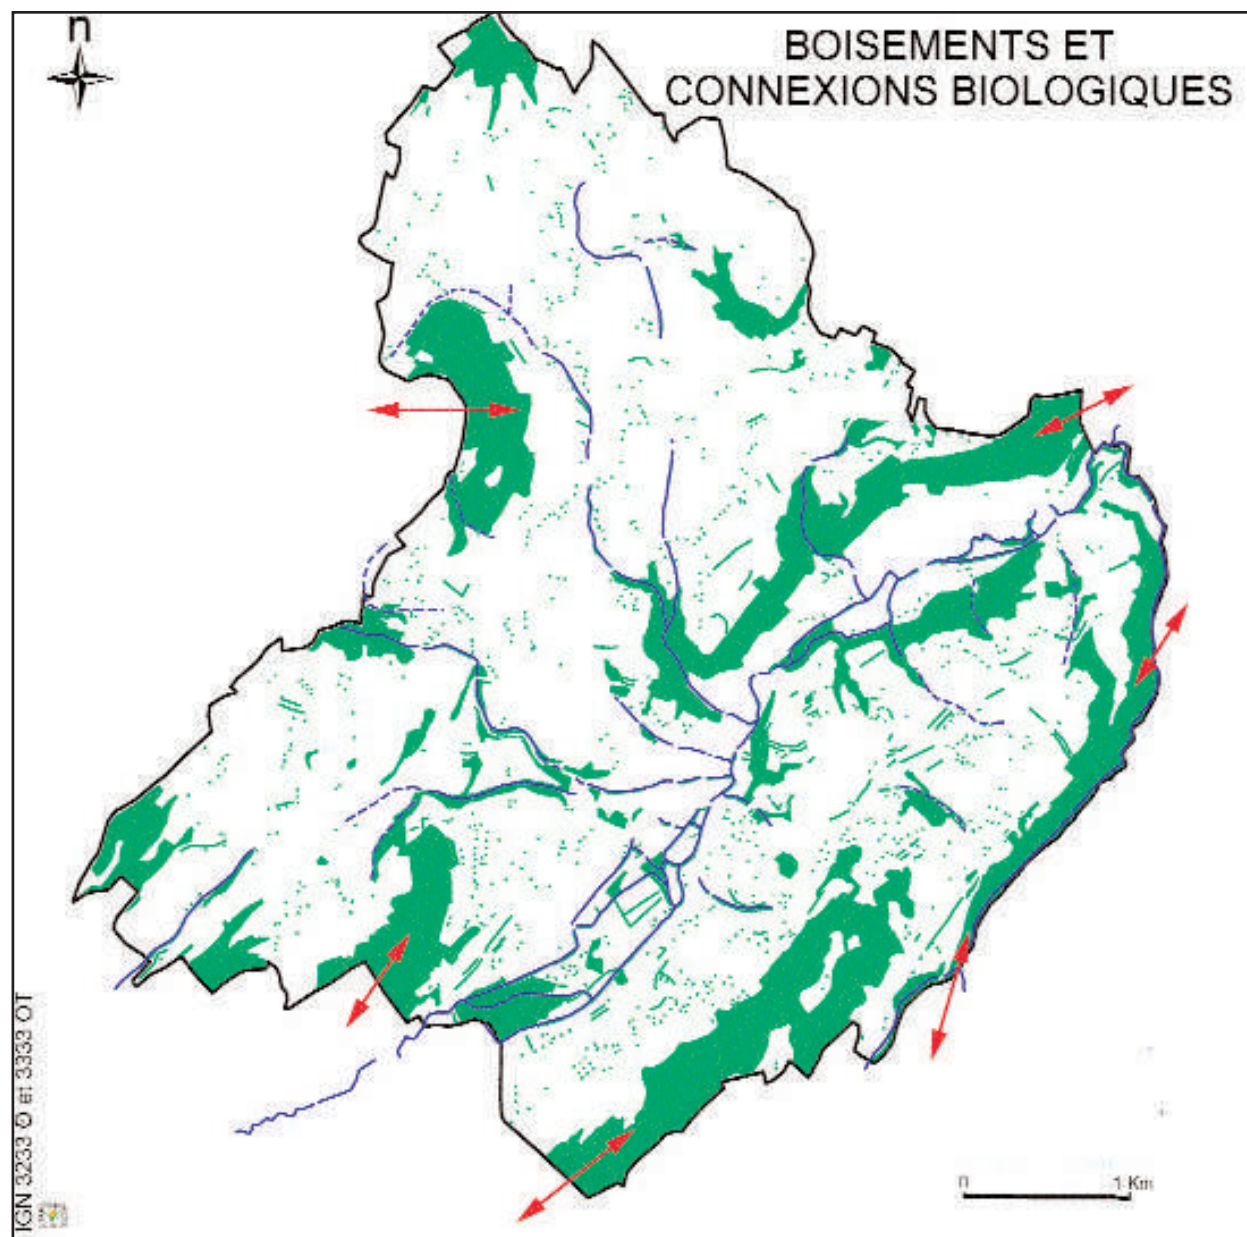 n
BOISEMENTS ET
CONNEXIONS BIOLOGIQUES
IGN 3233 O et 3333 OT
0 1 Km